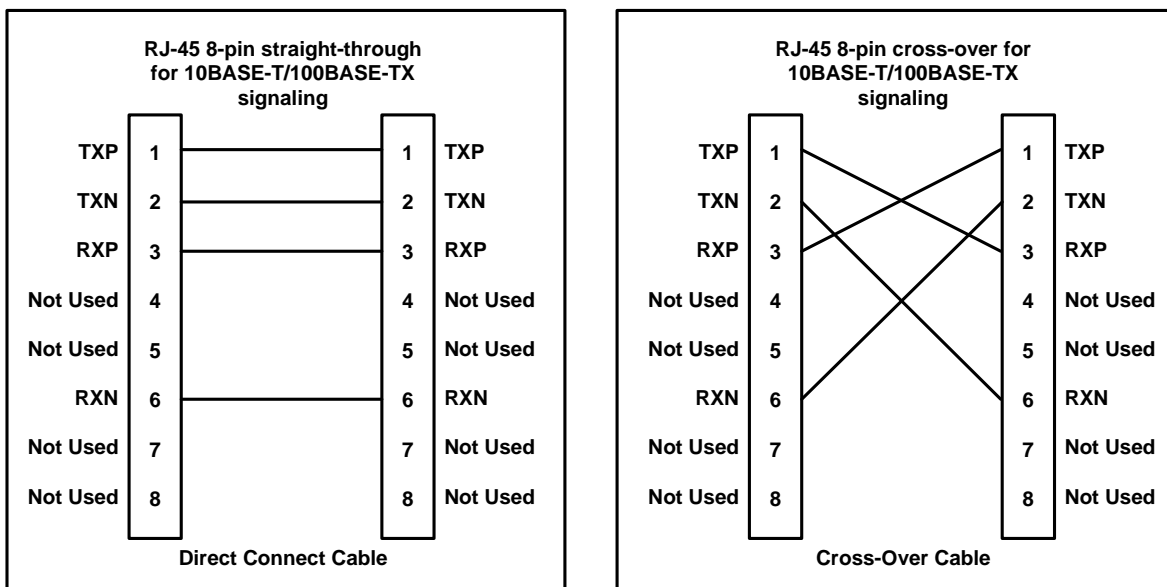 RJ-45 8-pin straight-through
for 10BASE-T/100BASE-TX
signaling
TXP 1 1 TXP
TXN 2 2 TXN
RXP 3 3 RXP
Not Used 4 4 Not Used
Not Used 5 5 Not Used
RXN 6 6 RXN
Not Used 7 7 Not Used
Not Used 8 8 Not Used
Direct Connect Cable
RJ-45 8-pin cross-over for
10BASE-T/100BASE-TX
signaling
TXP 1 1 TXP
TXN 2 2 TXN
RXP 3 3 RXP
Not Used 4 4 Not Used
Not Used 5 5 Not Used
RXN 6 6 RXN
Not Used 7 7 Not Used
Not Used 8 8 Not Used
Cross-Over Cable